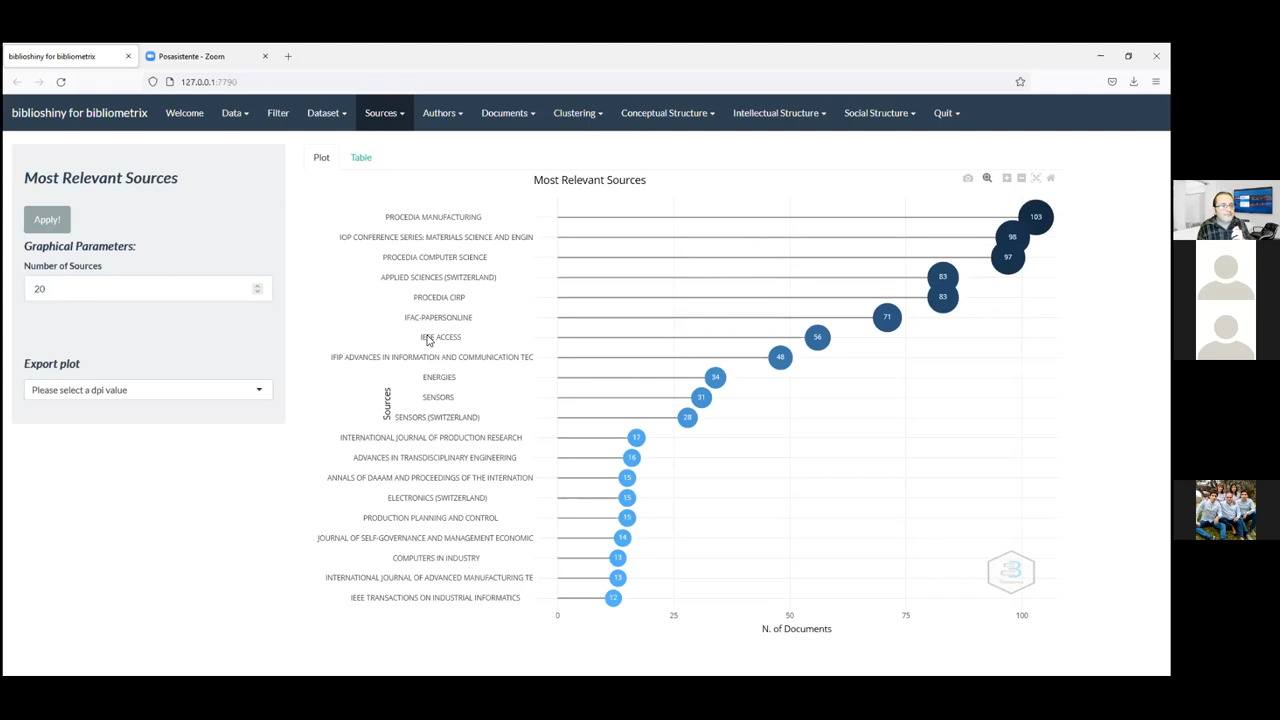 biblioshiny for bibliometrix
Posasistente - Zoom
127.0.0.1:7790
biblioshiny for bibliometrix Welcome Data Filter Dataset Sources Authors Documents Clustering Conceptual Structure Intellectual Structure Social Structure Quit
Most Relevant Sources
Apply!
Graphical Parameters:
Number of Sources
20
Export plot
Please select a dpi value
Plot Table
Most Relevant Sources
PROCEDIA MANUFACTURING 103
IOP CONFERENCE SERIES: MATERIALS SCIENCE AND ENGIN 98
PROCEDIA COMPUTER SCIENCE 97
APPLIED SCIENCES (SWITZERLAND) 83
PROCEDIA CIRP 83
IFAC-PAPERSONLINE 71
IEEE ACCESS 56
IFIP ADVANCES IN INFORMATION AND COMMUNICATION TEC 48
ENERGIES 34
SENSORS 31
SENSORS (SWITZERLAND) 28
INTERNATIONAL JOURNAL OF PRODUCTION RESEARCH 17
ADVANCES IN TRANSDISCIPLINARY ENGINEERING 16
ANNALS OF DAAAM AND PROCEEDINGS OF THE INTERNATION 15
ELECTRONICS (SWITZERLAND) 15
PRODUCTION PLANNING AND CONTROL 15
JOURNAL OF SELF-GOVERNANCE AND MANAGEMENT ECONOMIC 14
COMPUTERS IN INDUSTRY 13
INTERNATIONAL JOURNAL OF ADVANCED MANUFACTURING TE 13
IEEE TRANSACTIONS ON INDUSTRIAL INFORMATICS 12
Sources
0 25 50 75 100
N. of Documents